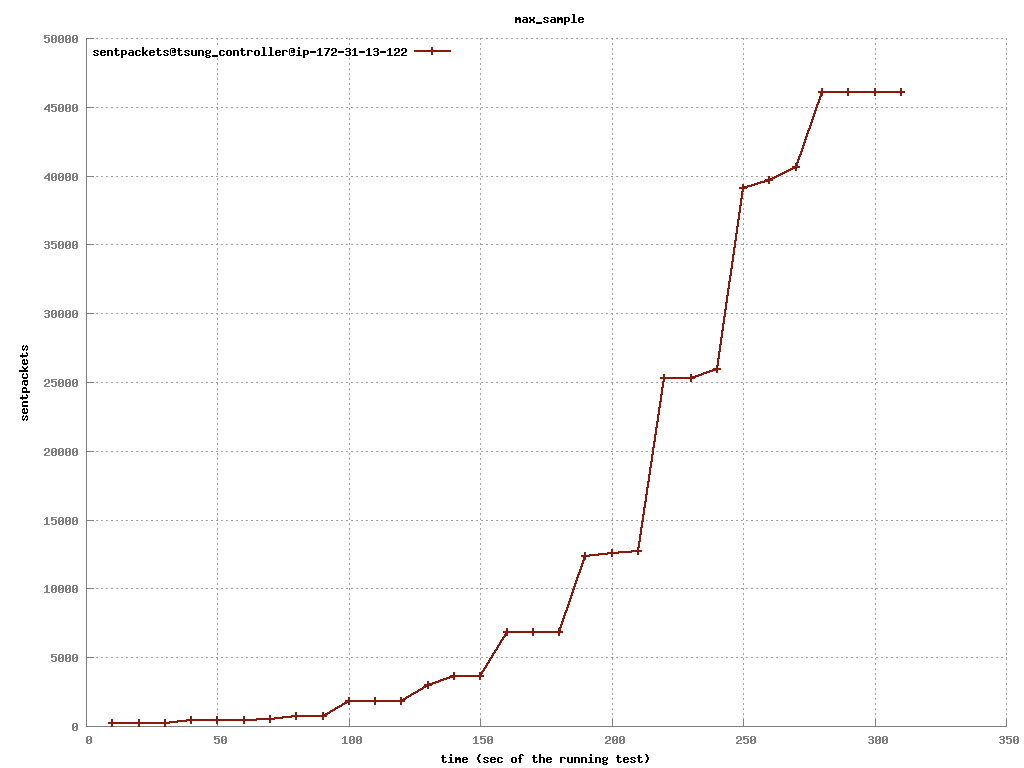 max_sample
50000
sentpackets@tsung_controller@ip-172-31-13-122
45000
40000
35000
30000
sentpackets
25000
20000
15000
10000
5000
0
0 50 100 150 200 250 300 350
time (sec of the running test)